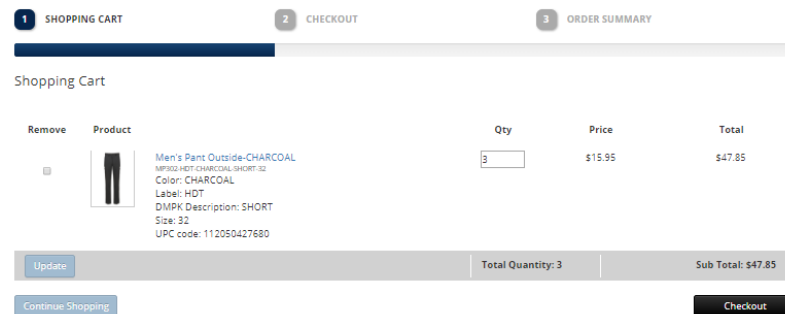 1 SHOPPING CART 2 CHECKOUT 3 ORDER SUMMARY
Shopping Cart
Remove Product Qty Price Total
Men's Pant Outside-CHARCOAL 3 $15.95 $47.85
MP302-HDT-CHARCOAL-SHORT-32
Color: CHARCOAL
Label: HDT
DMPK Description: SHORT
Size: 32
UPC code: 112050427680
Update Total Quantity: 3 Sub Total: $47.85
Continue Shopping Checkout